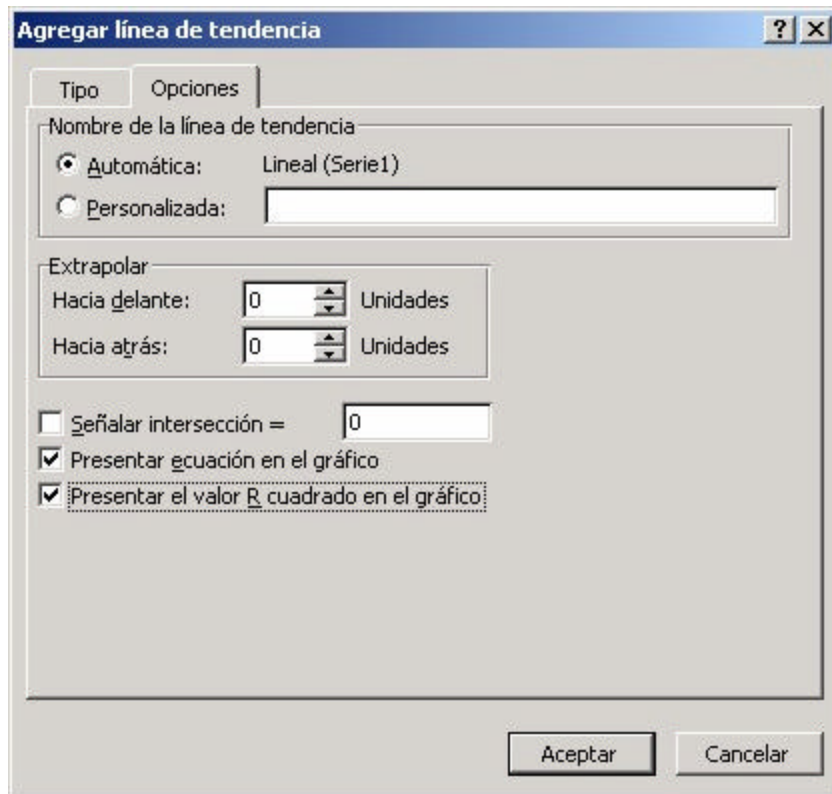 Agregar línea de tendencia
Tipo
Opciones
Nombre de la línea de tendencia
Automática: Lineal (Serie1)
Personalizada:
Extrapolar
Hacia delante: 0 Unidades
Hacia atrás: 0 Unidades
Señalar intersección = 0
Presentar ecuación en el gráfico
Presentar el valor R cuadrado en el gráfico
Aceptar
Cancelar